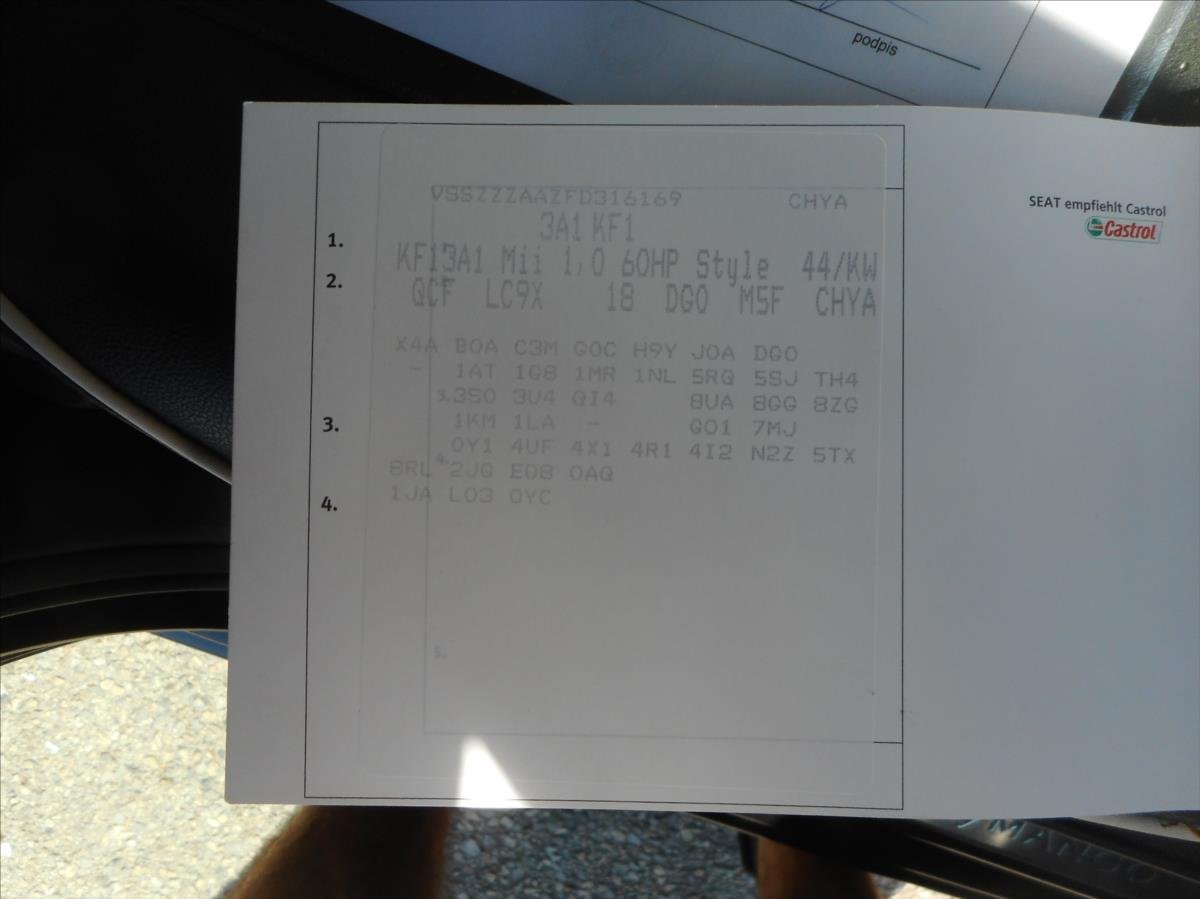 podpis
SEAT empfiehlt Castrol
Castrol
VSSZZZAAZFD316169 CHYA
3A1 KF1
1.
KF13A1 Mii 1,0 60HP Style 44/KW
2.
QCF LC9X 18 DG0 M5F CHYA
X4A B0A C3M G0C H9Y J0A DG0
- 1AT 1G8 1MR 1NL 5RQ 5SJ TH4
3. 3S0 3U4 QI4 8UA 8GG 8ZG
3.
1KM 1LA - G01 7MJ
0Y1 4UF 4X1 4R1 4I2 N2Z 5TX
4.
8RL 2JG E08 0AQ
1JA L03 0YC
4.
5.